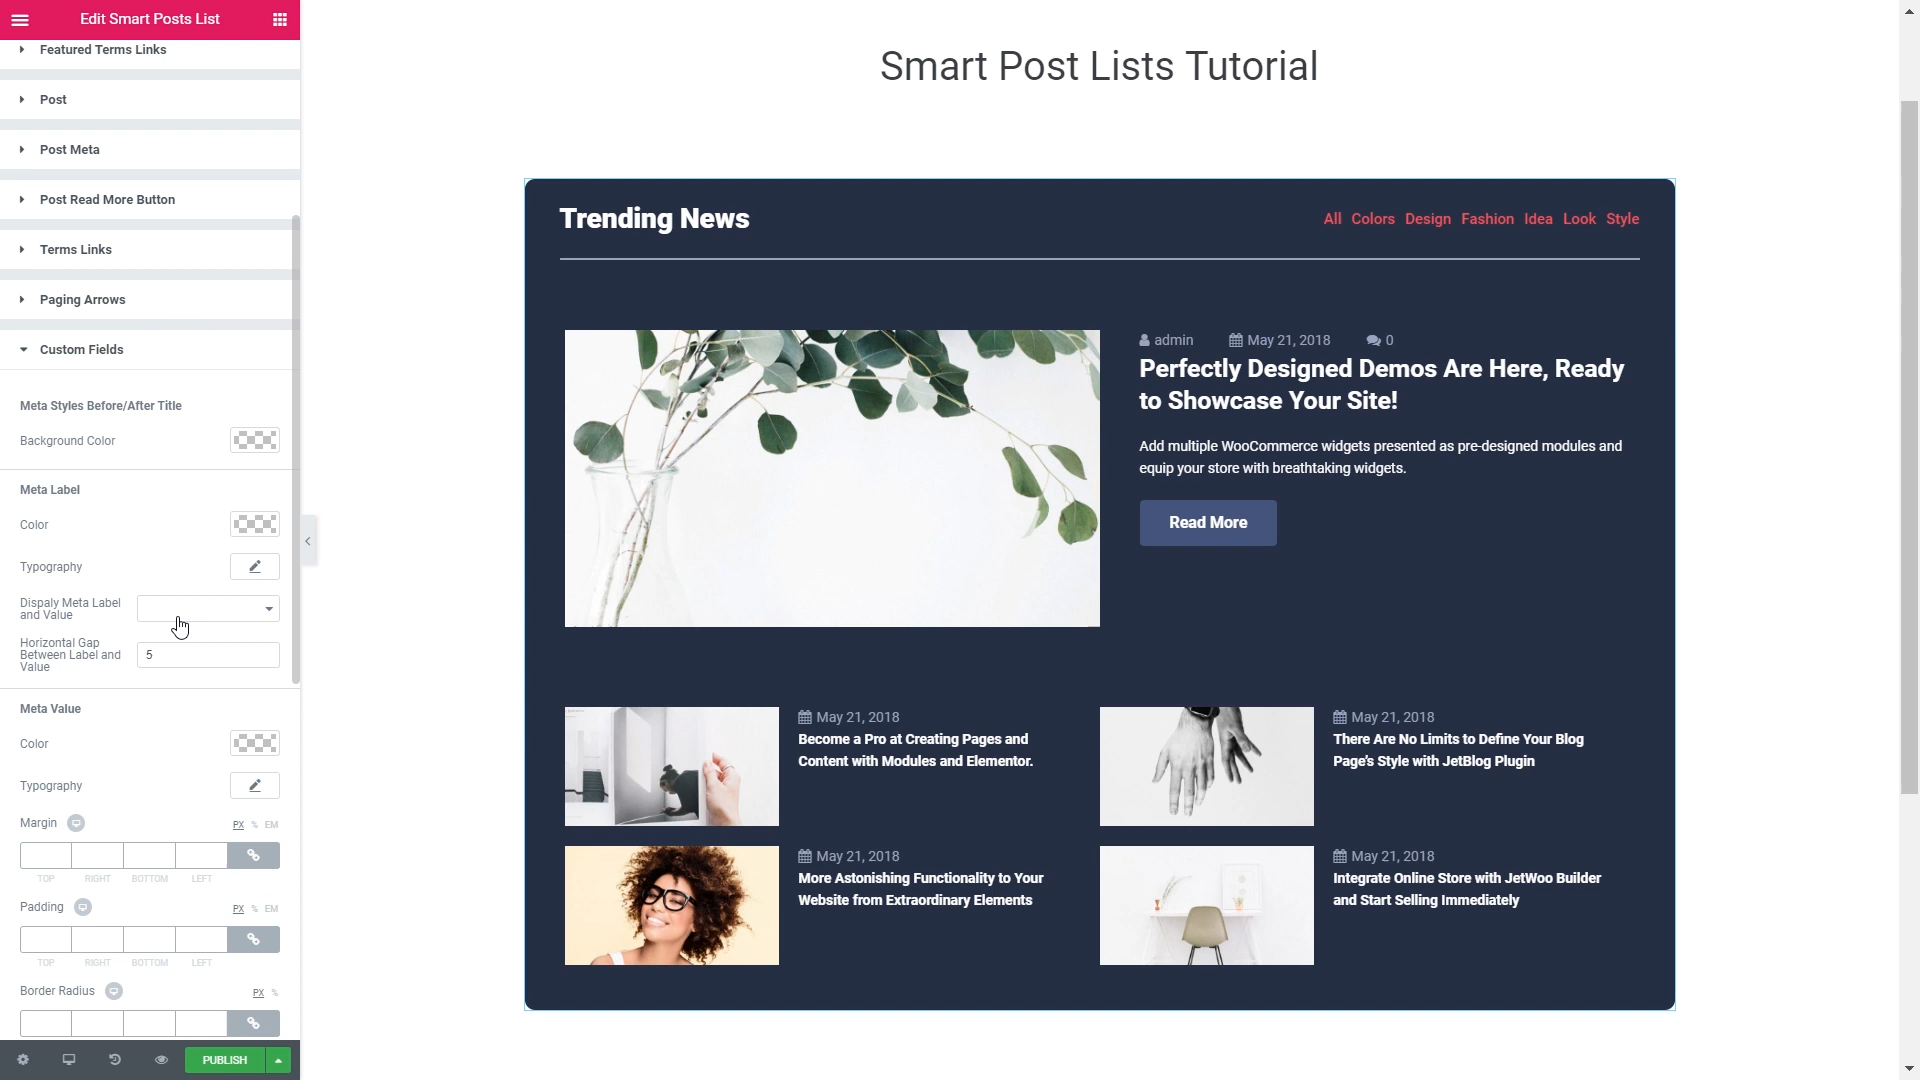 Edit Smart Posts List
Featured Terms Links
Post
Post Meta
Post Read More Button
Terms Links
Paging Arrows
Custom Fields
Meta Styles Before/After Title
Background Color
Meta Label
Color
Typography
Dispaly Meta Label
and Value
Horizontal Gap
Between Label and
Value
5
Meta Value
Color
Typography
Margin
PX % EM
TOP RIGHT BOTTOM LEFT
Padding
PX % EM
TOP RIGHT BOTTOM LEFT
Border Radius
PX %
PUBLISH
Smart Post Lists Tutorial
Trending News
All Colors Design Fashion Idea Look Style
admin May 21, 2018 0
Perfectly Designed Demos Are Here, Ready
to Showcase Your Site!
Add multiple WooCommerce widgets presented as pre-designed modules and
equip your store with breathtaking widgets.
Read More
May 21, 2018
Become a Pro at Creating Pages and
Content with Modules and Elementor.
May 21, 2018
There Are No Limits to Define Your Blog
Page's Style with JetBlog Plugin
May 21, 2018
More Astonishing Functionality to Your
Website from Extraordinary Elements
May 21, 2018
Integrate Online Store with JetWoo Builder
and Start Selling Immediately